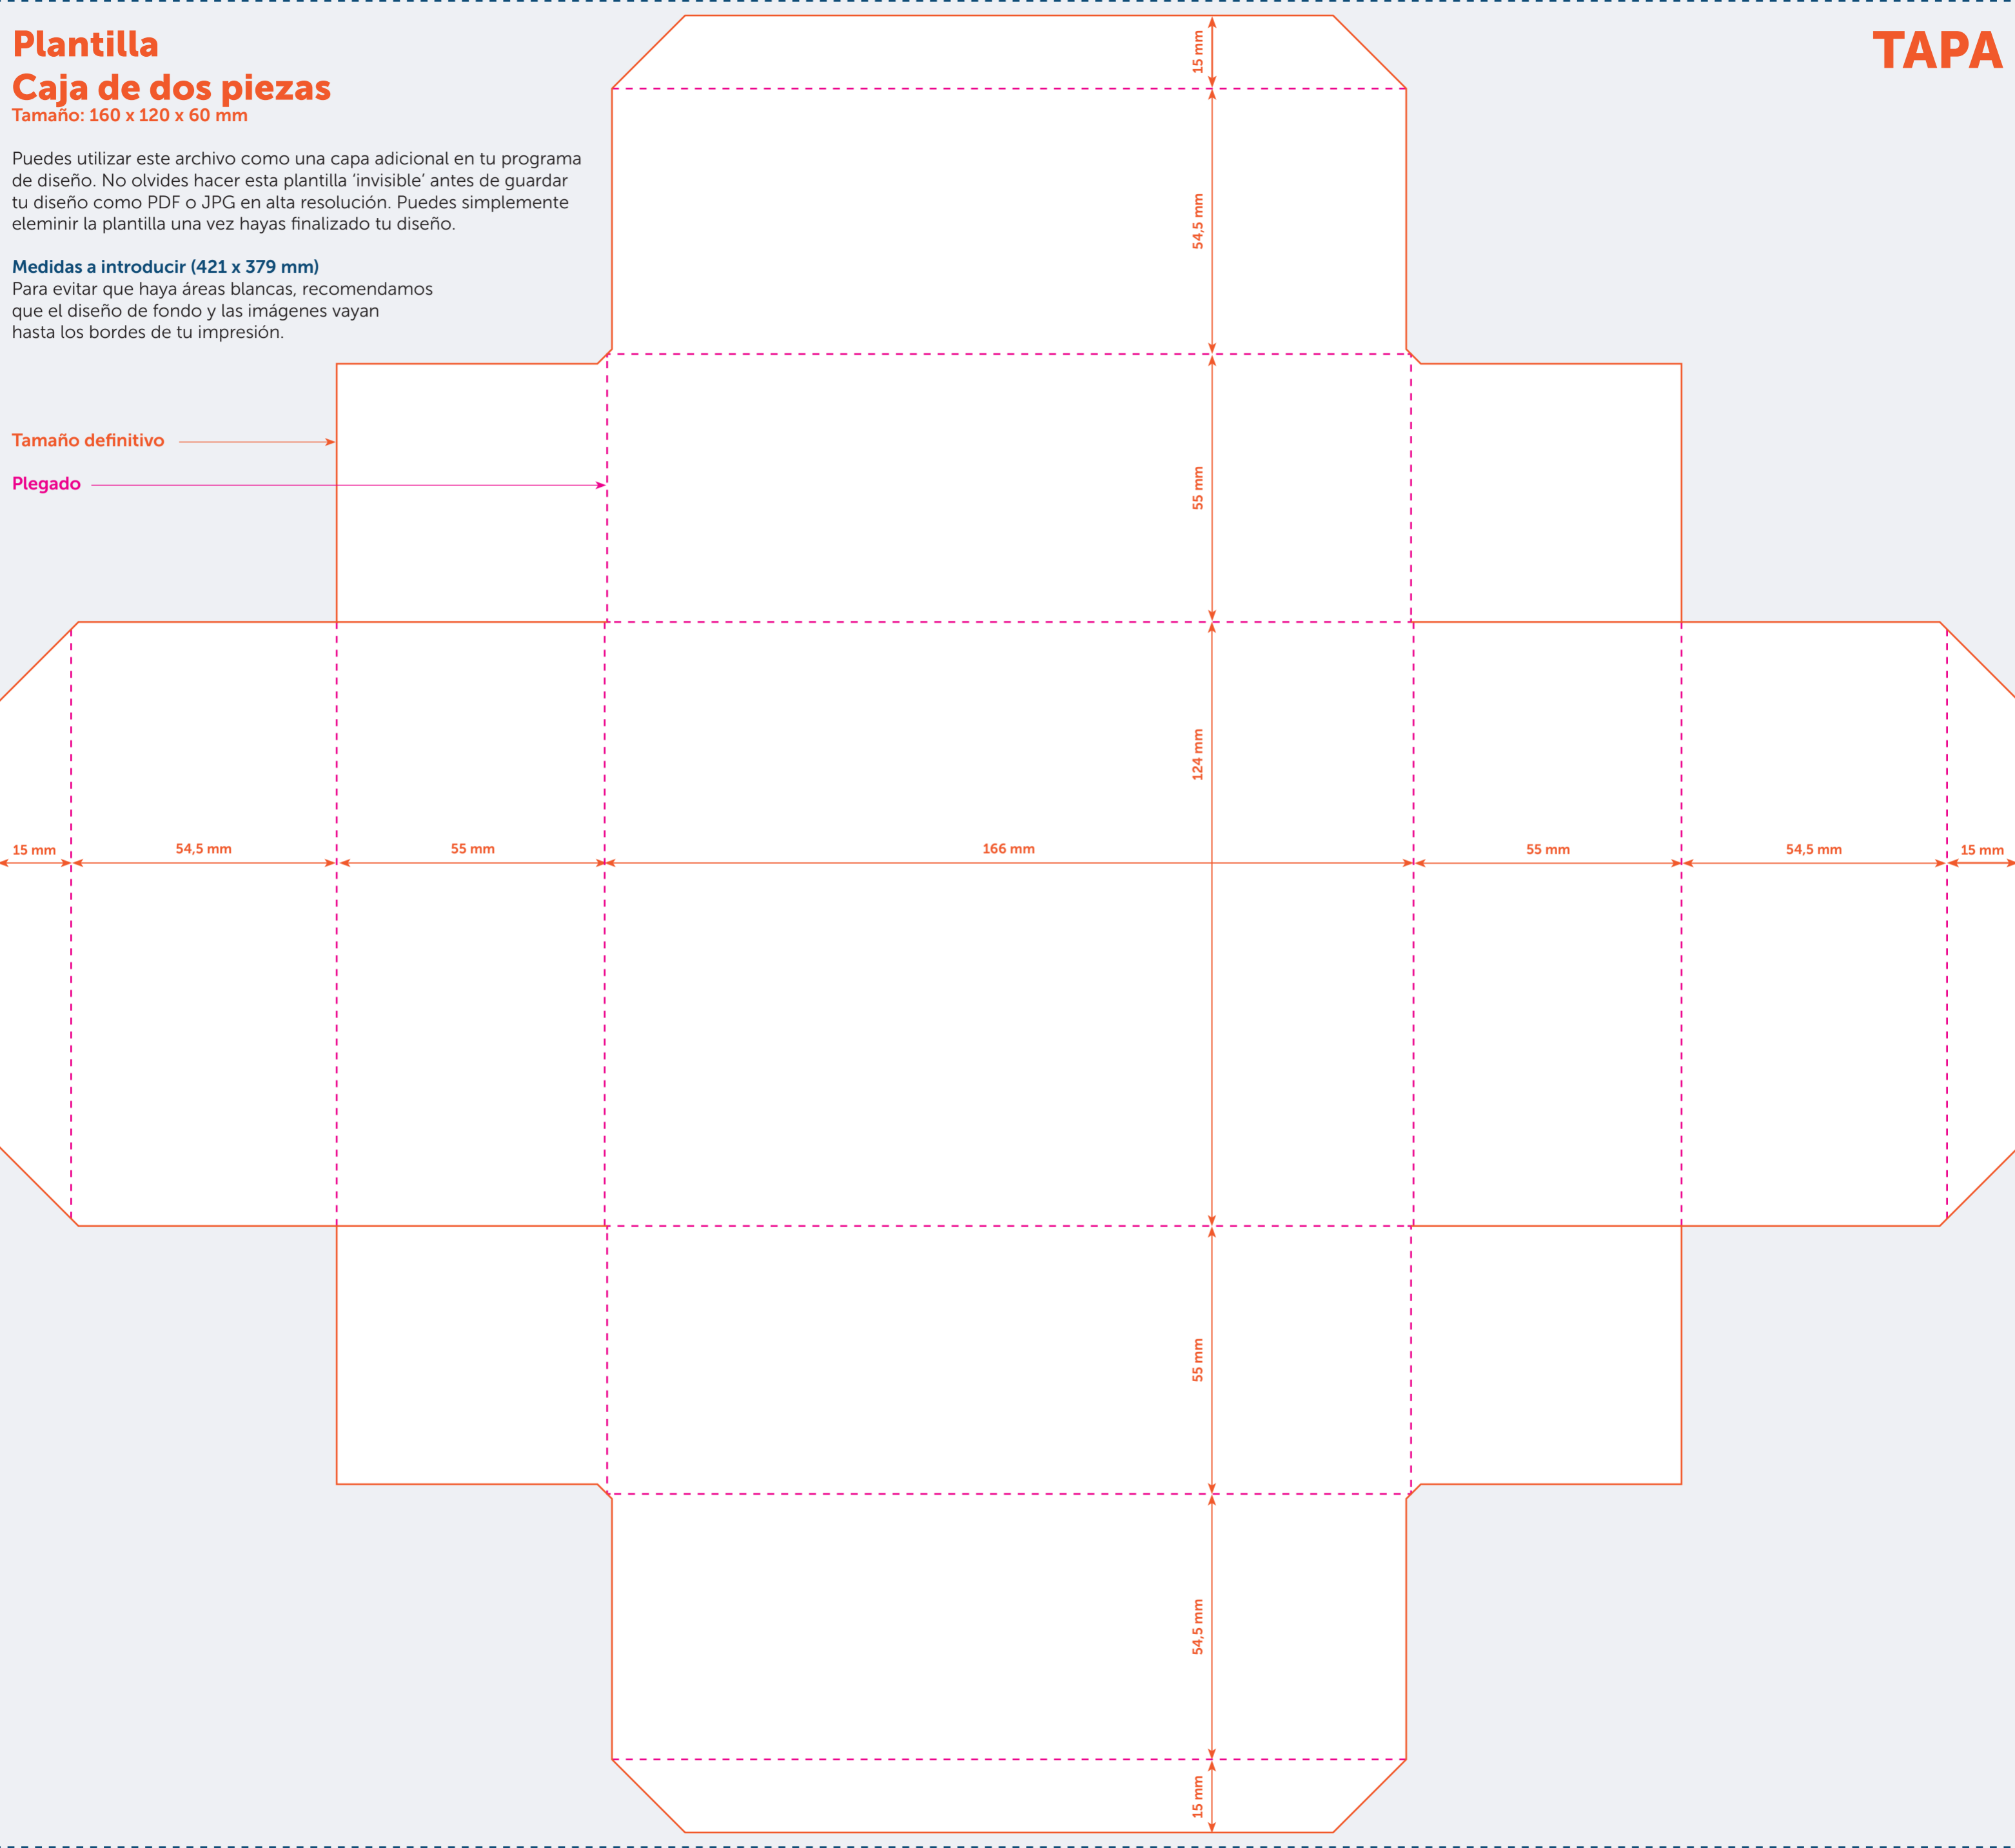 Plantilla
Caja de dos piezas
Tamaño: 160 x 120 x 60 mm
TAPA
Puedes utilizar este archivo como una capa adicional en tu programa
de diseño. No olvides hacer esta plantilla ‘invisible’ antes de guardar
tu diseño como PDF o JPG en alta resolución. Puedes simplemente
eleminir la plantilla una vez hayas finalizado tu diseño.
Medidas a introducir (421 x 379 mm)
Para evitar que haya áreas blancas, recomendamos
que el diseño de fondo y las imágenes vayan
hasta los bordes de tu impresión.
Tamaño definitivo
Plegado
15 mm
54,5 mm
55 mm
124 mm
15 mm
54,5 mm
55 mm
166 mm
55 mm
54,5 mm
15 mm
55 mm
54,5 mm
15 mm